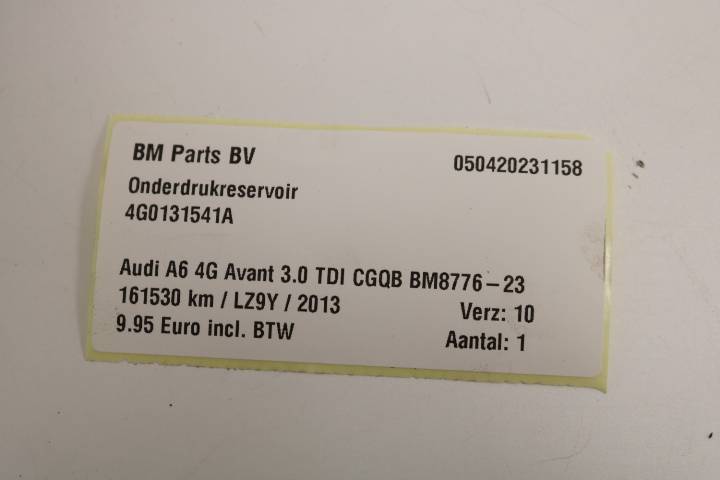 BM Parts BV 050420231158
Onderdrukreservoir
4G0131541A
Audi A6 4G Avant 3.0 TDI CGQB BM8776-23
161530 km / LZ9Y / 2013 Verz: 10
9.95 Euro incl. BTW Aantal: 1